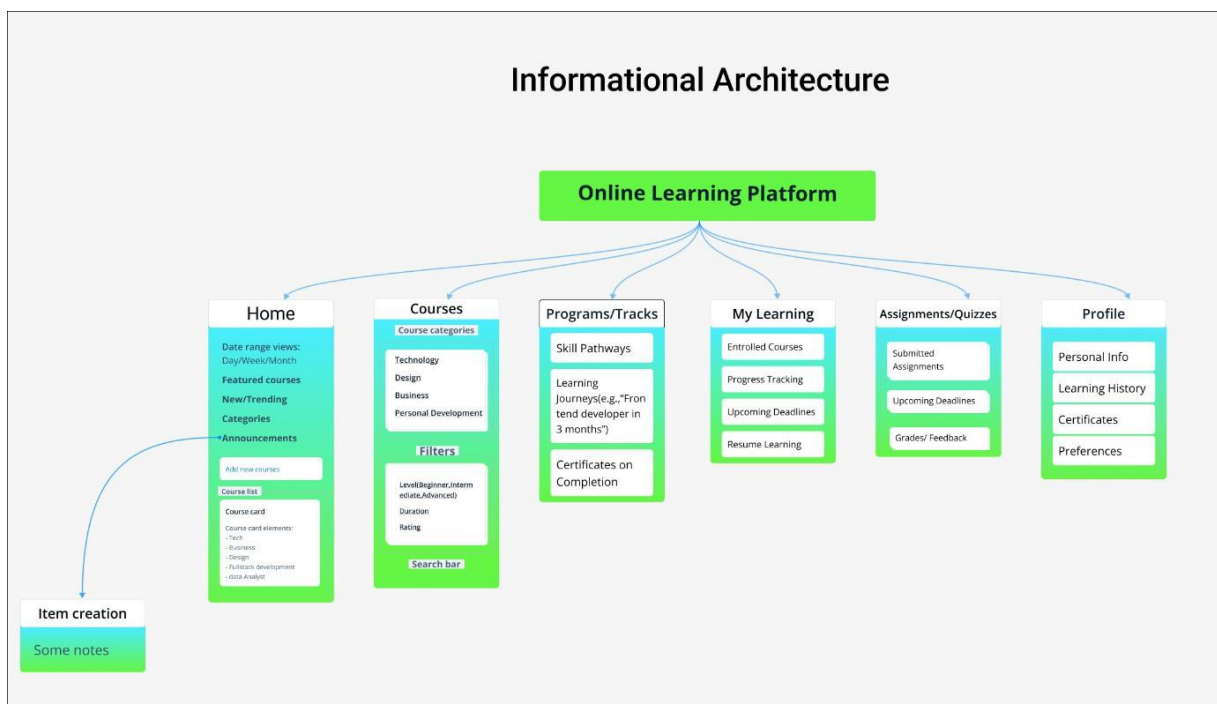 Informational Architecture
Online Learning Platform
Home
Date range views:
Day/Week/Month
Featured courses
New/Trending
Categories
Announcements
Add new courses
Course list
Course card
Course card elements:
- Tech
- Business
- Design
- Fullstack development
- data Analyst
Item creation
Some notes
Courses
Course categories
Technology
Design
Business
Personal Development
Filters
Level(Beginner,Interm
ediate,Advanced)
Duration
Rating
Search bar
Programs/Tracks
Skill Pathways
Learning
Journeys(e.g.,"Fron
tend developer in
3 months")
Certificates on
Completion
My Learning
Entrolled Courses
Progress Tracking
Upcoming Deadlines
Resume Learning
Assignments/Quizzes
Submitted
Assignments
Upcoming Deadlines
Grades/ Feedback
Profile
Personal Info
Learning History
Certificates
Preferences